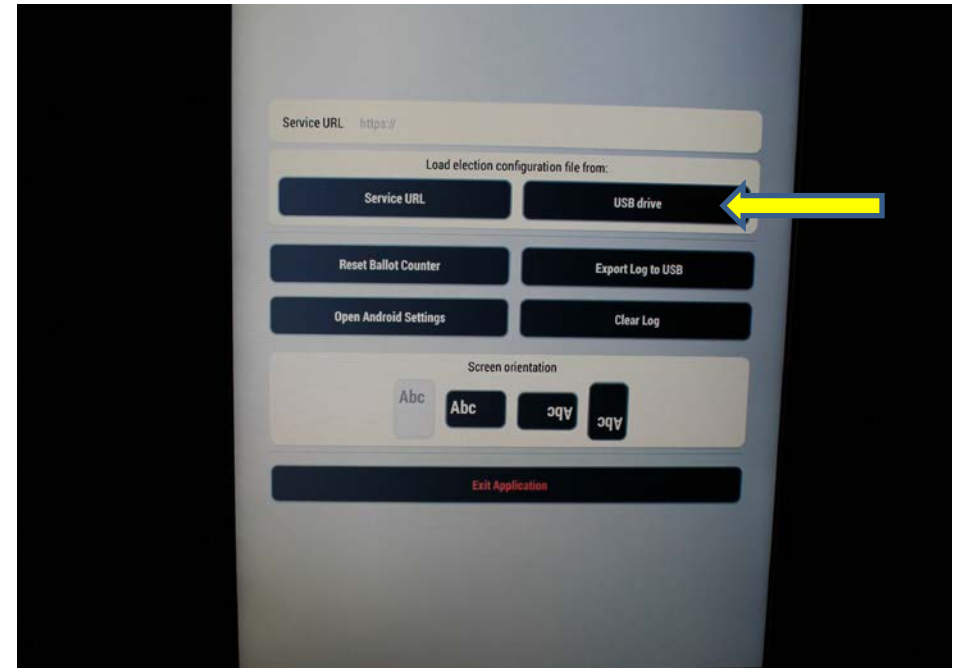 Service URL https://
Load election configuration file from:
Service URL USB drive
Reset Ballot Counter Export Log to USB
Open Android Settings Clear Log
Screen orientation
Abc Abc Abc Abc
Exit Application